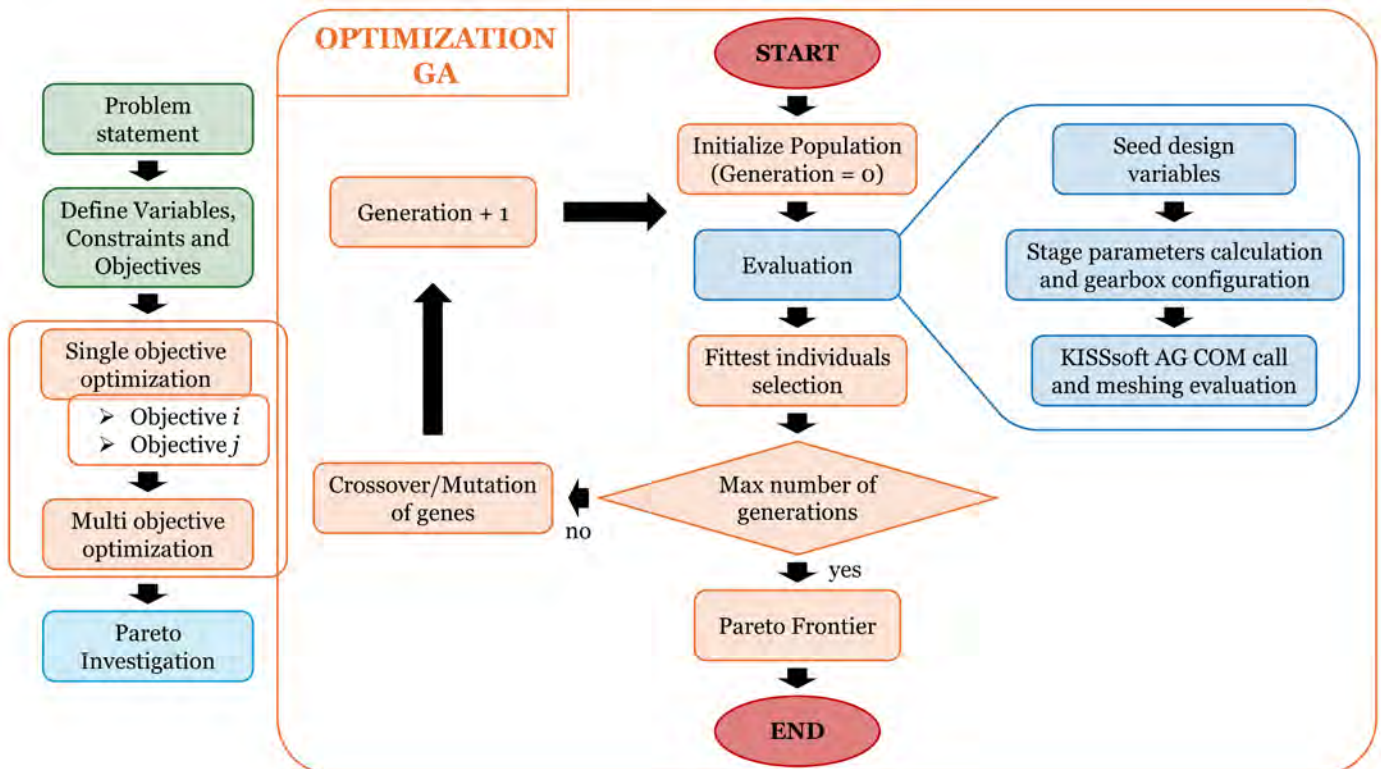 Problem
statement
Define Variables,
Constraints and
Objectives
Single objective
optimization
➢ Objective i
➢ Objective j
Multi objective
optimization
Pareto
Investigation
OPTIMIZATION
GA
START
Initialize Population
(Generation = 0)
Evaluation
Fittest individuals
selection
Max number of
generations
no
Crossover/Mutation
of genes
Generation + 1
yes
Pareto Frontier
END
Seed design
variables
Stage parameters calculation
and gearbox configuration
KISSsoft AG COM call
and meshing evaluation